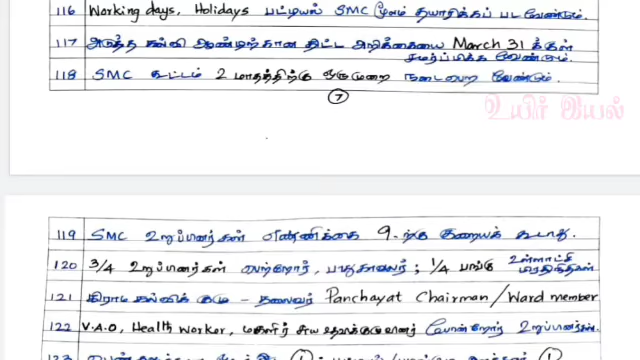 116 Working days, Holidays பட்டியல் SMC மூலம் தயாரிக்கப் பட வேண்டும்.
117 அடுத்த கல்வி ஆண்டிற்கான திட்ட அறிக்கையை March 31 க்குள் சமர்ப்பிக்க வேண்டும்.
118 SMC கூட்டம் 2 மாதத்திற்கு ஒருமுறை நடைபெற வேண்டும்.
7
உயிர் இயல்
119 SMC உறுப்பினர்கள் எண்ணிக்கை 9-ற்கு குறையக் கூடாது.
120 3/4 உறுப்பினர்கள் பெற்றோர், பாதுகாவலர்; 1/4 பங்கு உள்ளாட்சி பிரதிநிதிகள்
121 கிராம கல்விக் குழு - தலைவர் Panchayat Chairman/Ward member
122 V.A.O, Health Worker, மகளிர் சுய உதவிக்குழுவினர் போன்றோர் உறுப்பினர்கள்.
123